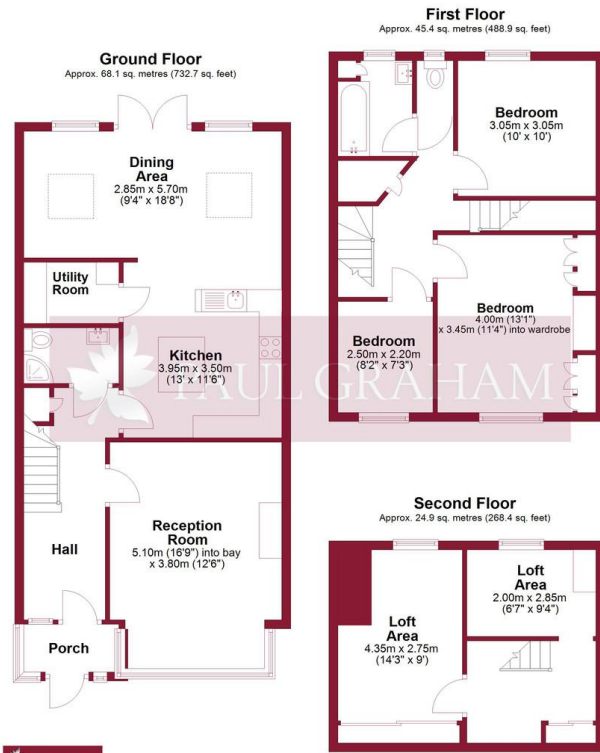 Ground Floor
Approx. 68.1 sq. metres (732.7 sq. feet)
Dining
Area
2.85m x 5.70m
(9'4" x 18'8")
Utility
Room
Kitchen
3.95m x 3.50m
(13' x 11'6")
Reception
Room
5.10m (16'9") into bay
x 3.80m (12'6")
Hall
Porch
First Floor
Approx. 45.4 sq. metres (488.9 sq. feet)
Bedroom
3.05m x 3.05m
(10' x 10')
Bedroom
4.00m (13'1")
x 3.45m (11'4") into wardrobe
Bedroom
2.50m x 2.20m
(8'2" x 7'3")
PAUL GRAHAM
Second Floor
Approx. 24.9 sq. metres (268.4 sq. feet)
Loft
Area
2.00m x 2.85m
(6'7" x 9'4")
Loft
Area
4.35m x 2.75m
(14'3" x 9')